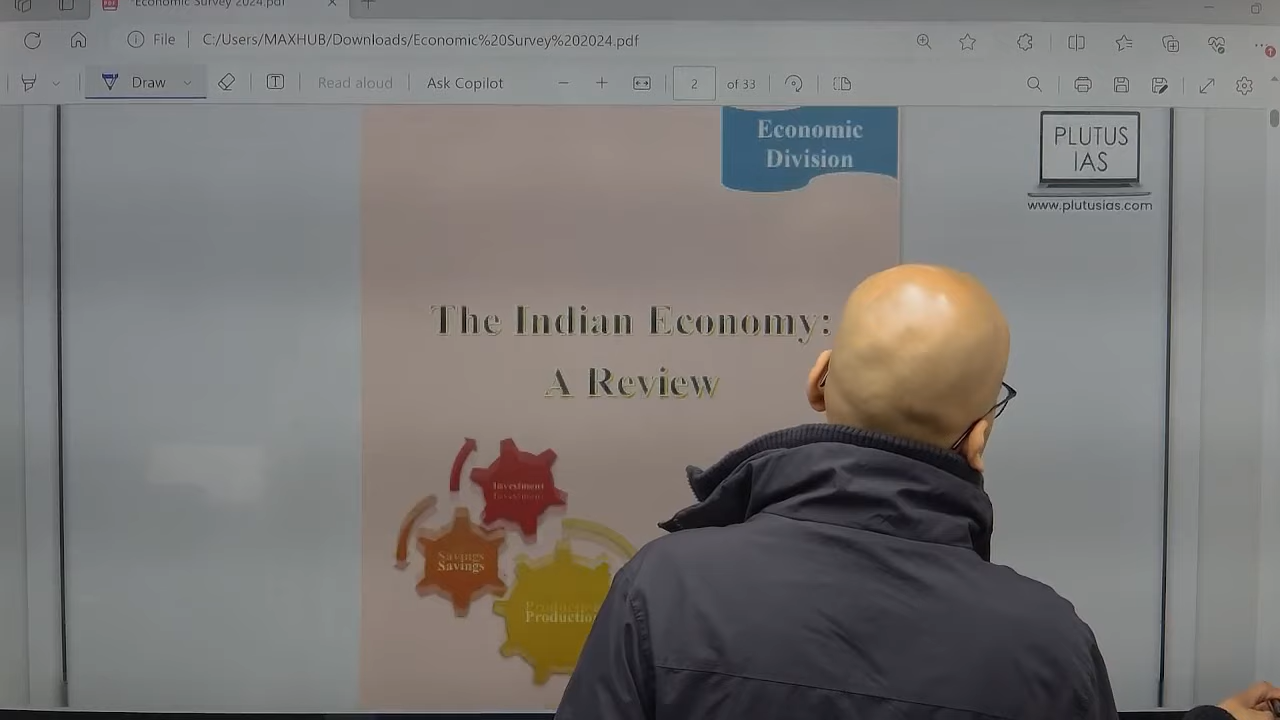 Economic Survey 2024.pdf
File
C:/Users/MAXHUB/Downloads/Economic%20Survey%202024.pdf
Draw
Read aloud
Ask Copilot
2
of 33
Economic
Division
PLUTUS
IAS
www.plutusias.com
The Indian Economy:
A Review
Investment
Savings
Savings
Production